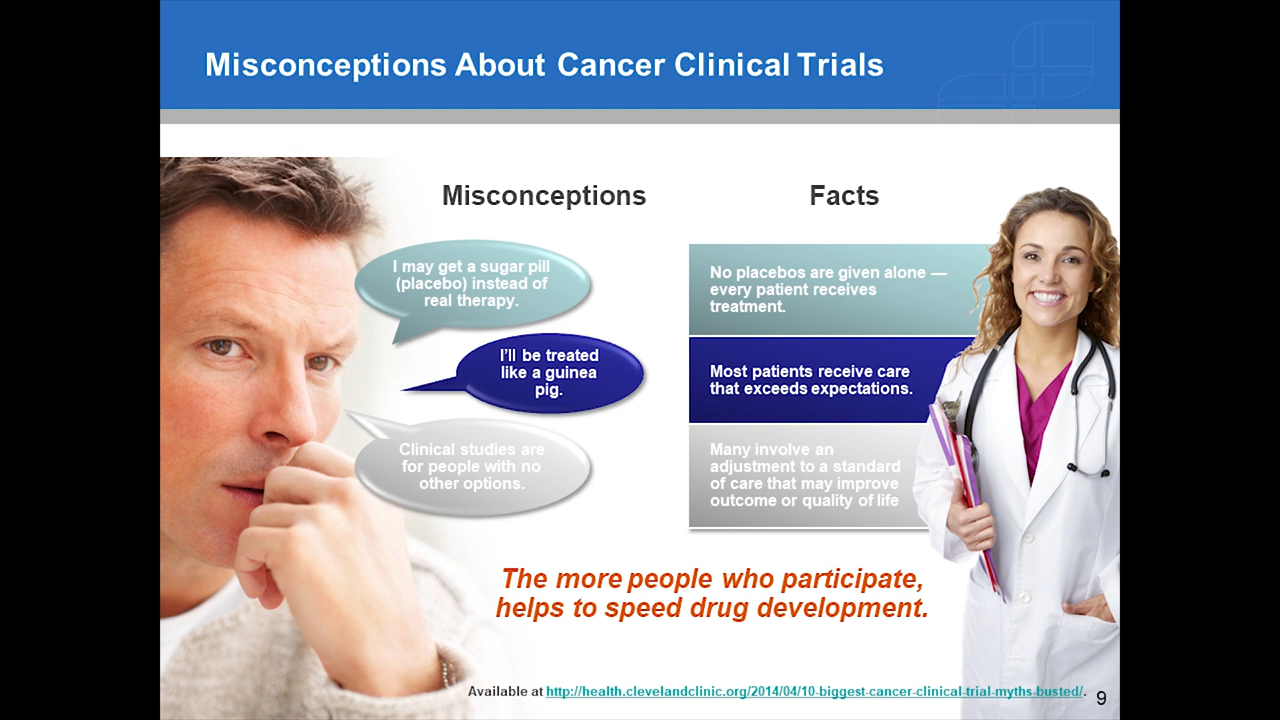 Misconceptions About Cancer Clinical Trials
Misconceptions
Facts
I may get a sugar pill
(placebo) instead of
real therapy.
No placebos are given alone —
every patient receives
treatment.
I'll be treated
like a guinea
pig.
Most patients receive care
that exceeds expectations.
Clinical studies are
for people with no
other options.
Many involve an
adjustment to a standard
of care that may improve
outcome or quality of life
The more people who participate,
helps to speed drug development.
Available at http://health.clevelandclinic.org/2014/04/10-biggest-cancer-clinical-trial-myths-busted/.
9